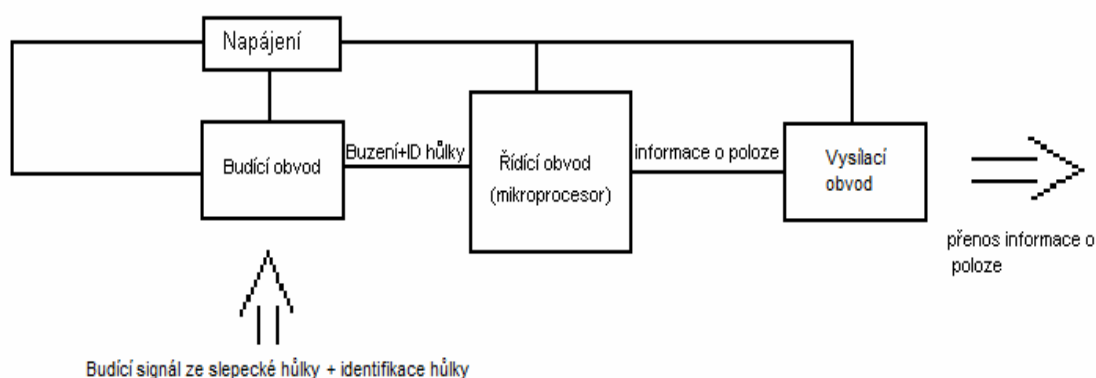 Napájení
Budící obvod
Buzení+ID hůlky
Řídící obvod
(mikroprocesor)
informace o poloze
Vysílací
obvod
přenos informace o
poloze
Budící signál ze slepecké hůlky + identifikace hůlky